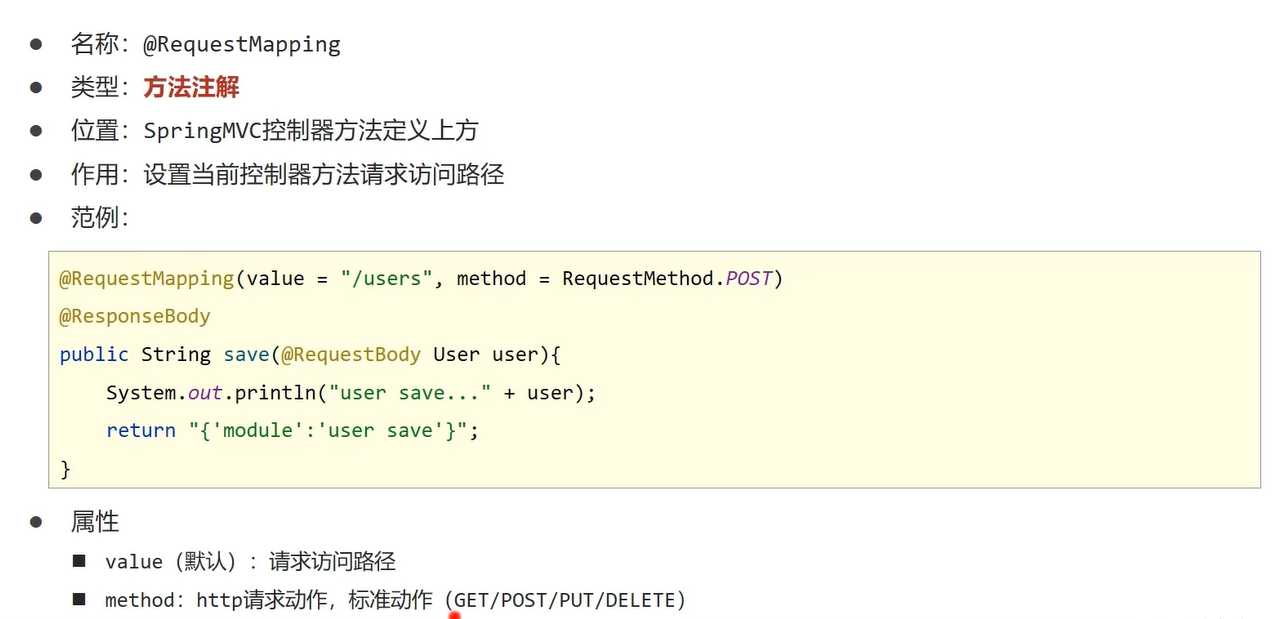 名称：@RequestMapping
类型：方法注解
位置：SpringMVC控制器方法定义上方
作用：设置当前控制器方法请求访问路径
范例：
@RequestMapping(value = "/users", method = RequestMethod.POST)
@ResponseBody
public String save(@RequestBody User user){
    System.out.println("user save..." + user);
    return "{'module':'user save'}";
}
属性
value（默认）：请求访问路径
method：http请求动作，标准动作（GET/POST/PUT/DELETE）